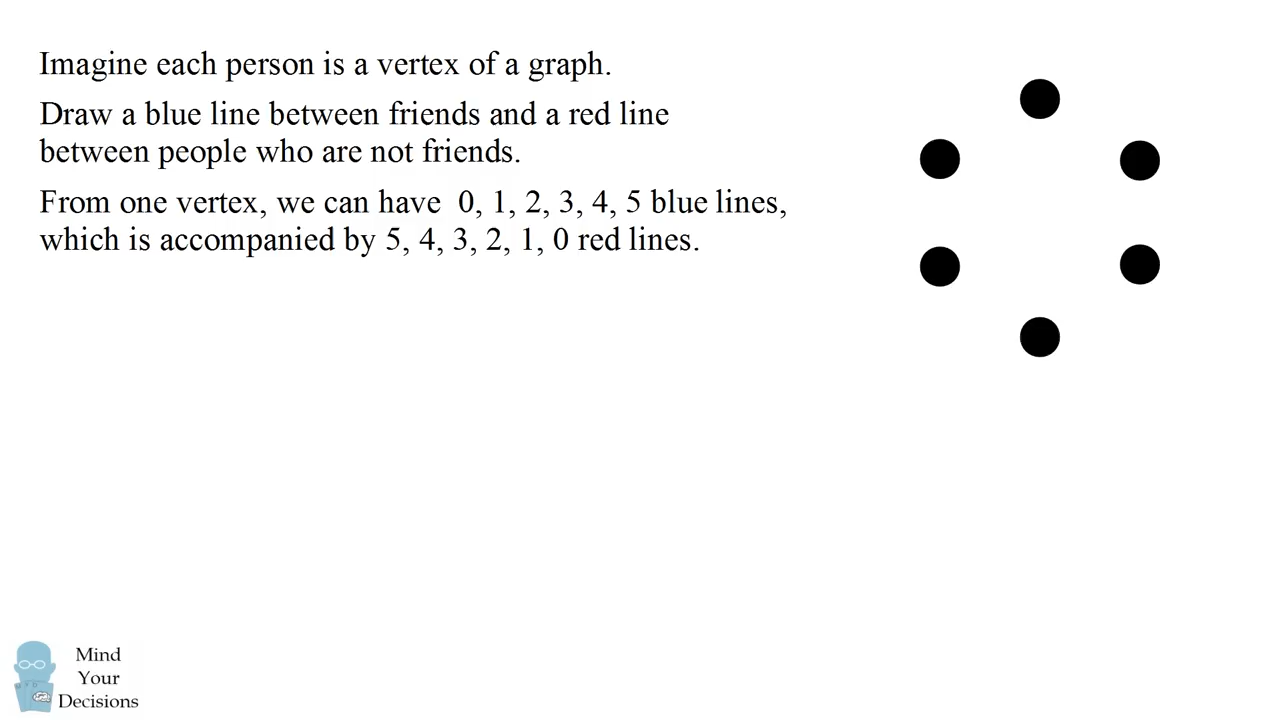 Imagine each person is a vertex of a graph.
Draw a blue line between friends and a red line
between people who are not friends.
From one vertex, we can have 0, 1, 2, 3, 4, 5 blue lines,
which is accompanied by 5, 4, 3, 2, 1, 0 red lines.
Mind
Your
Decisions